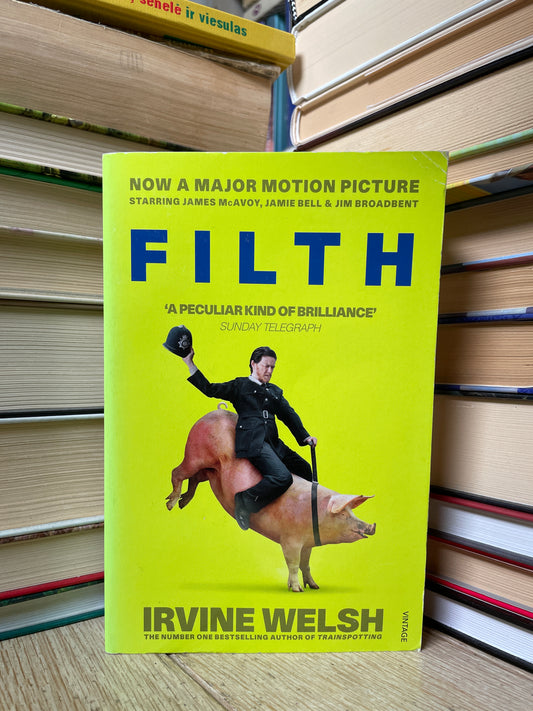 senelė ir viesulas
NOW A MAJOR MOTION PICTURE
STARRING JAMES McAVOY, JAMIE BELL & JIM BROADBENT
FILTH
'A PECULIAR KIND OF BRILLIANCE'
SUNDAY TELEGRAPH
IRVINE WELSH
THE NUMBER ONE BESTSELLING AUTHOR OF TRAINSPOTTING
VINTAGE